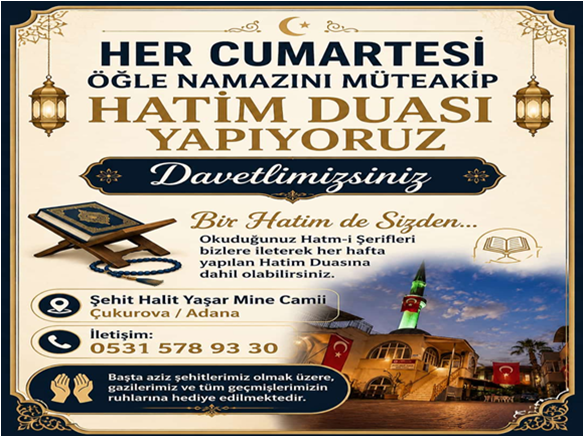 HER CUMARTESİ
ÖĞLE NAMAZINI MÜTEAKİP
HATİM DUASI
YAPIYORUZ
Davetlimizsiniz
Bir Hatim de Sizden...
Okuduğunuz Hatm-i Şerifleri
bizlere ileterek her hafta
yapılan Hatim Duasına
dahil olabilirsiniz.
Şehit Halit Yaşar Mine Camii
Çukurova / Adana
İletişim:
0531 578 93 30
Başta aziz şehitlerimiz olmak üzere,
gazilerimiz ve tüm geçmişlerimizin
ruhlarına hediye edilmektedir.